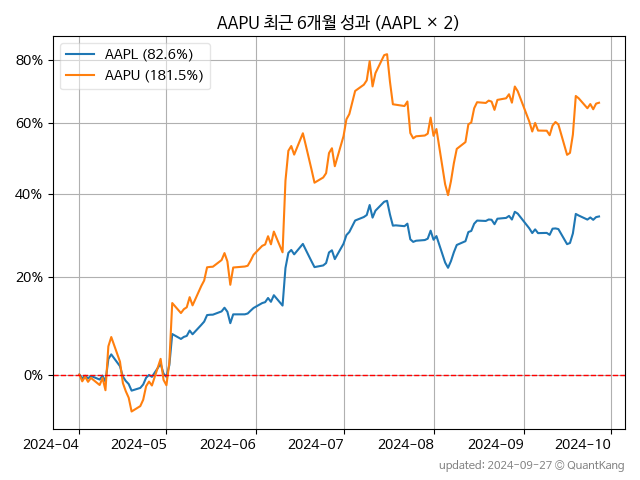 AAPU 최근 6개월 성과 (AAPL × 2)
AAPL (82.6%)
AAPU (181.5%)
80%
60%
40%
20%
0%
2024-04 2024-05 2024-06 2024-07 2024-08 2024-09 2024-10
updated: 2024-09-27 © QuantKang